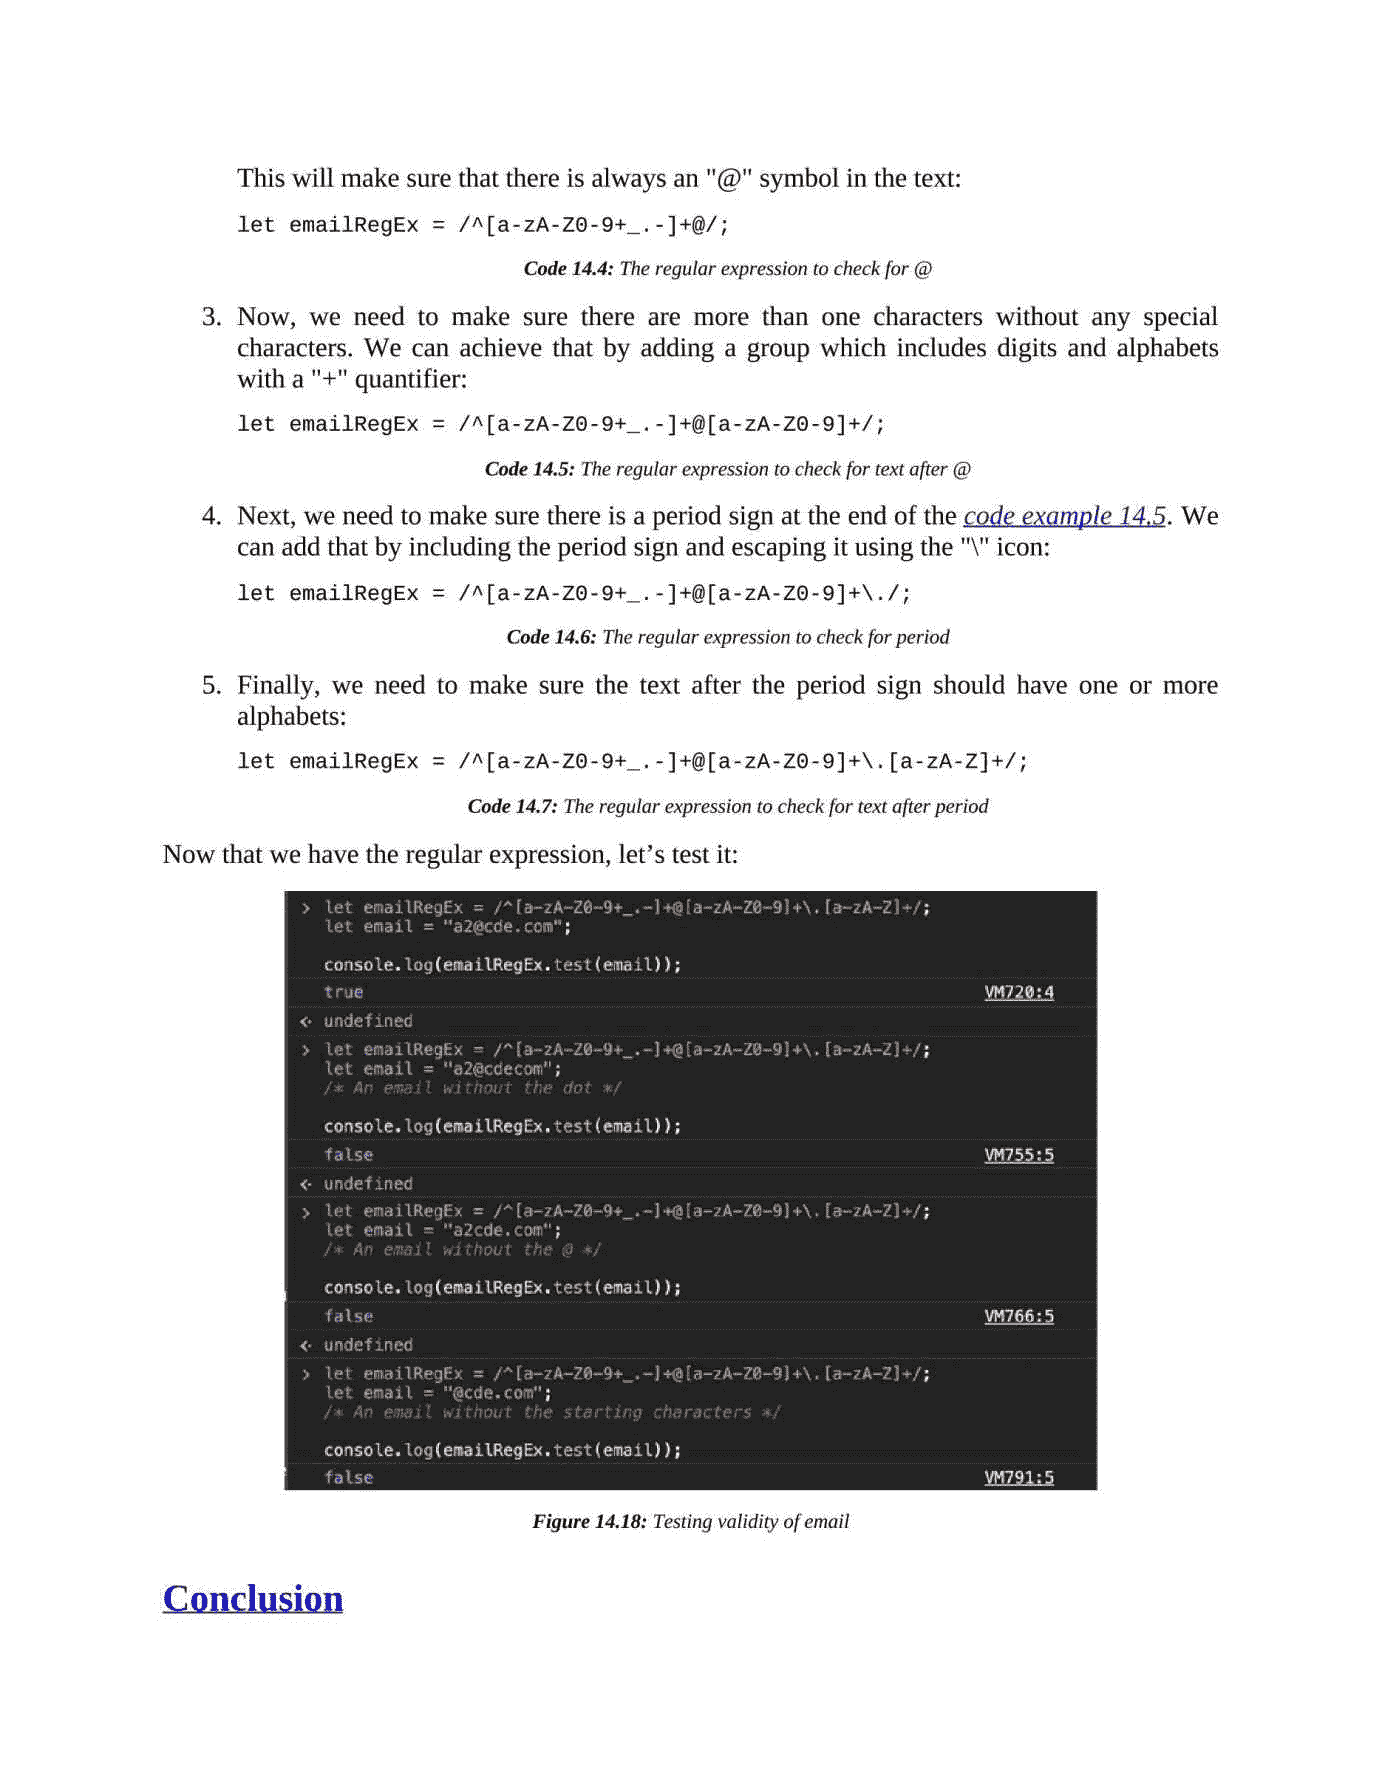 This will make sure that there is always an "@" symbol in the text:
let emailRegEx = /^[a-zA-Z0-9+_.-]+@/;
Code 14.4: The regular expression to check for @
3. Now, we need to make sure there are more than one characters without any special
characters. We can achieve that by adding a group which includes digits and alphabets
with a "+" quantifier:
let emailRegEx = /^[a-zA-Z0-9+_.-]+@[a-zA-Z0-9]+/;
Code 14.5: The regular expression to check for text after @
4. Next, we need to make sure there is a period sign at the end of the code example 14.5. We
can add that by including the period sign and escaping it using the "\" icon:
let emailRegEx = /^[a-zA-Z0-9+_.-]+@[a-zA-Z0-9]+\./;
Code 14.6: The regular expression to check for period
5. Finally, we need to make sure the text after the period sign should have one or more
alphabets:
let emailRegEx = /^[a-zA-Z0-9+_.-]+@[a-zA-Z0-9]+\.[a-zA-Z]+/;
Code 14.7: The regular expression to check for text after period
Now that we have the regular expression, let’s test it:
> let emailRegEx = /^[a-zA-Z0-9+_.-]+@[a-zA-Z0-9]+\.[a-zA-Z]+/;
let email = "a2@cde.com";
console.log(emailRegEx.test(email));
true VM720:4
<· undefined
> let emailRegEx = /^[a-zA-Z0-9+_.-]+@[a-zA-Z0-9]+\.[a-zA-Z]+/;
let email = "a2@cdecom";
/* An email without the dot */
console.log(emailRegEx.test(email));
false VM755:5
<· undefined
> let emailRegEx = /^[a-zA-Z0-9+_.-]+@[a-zA-Z0-9]+\.[a-zA-Z]+/;
let email = "a2cde.com";
/* An email without the @ */
console.log(emailRegEx.test(email));
false VM766:5
<· undefined
> let emailRegEx = /^[a-zA-Z0-9+_.-]+@[a-zA-Z0-9]+\.[a-zA-Z]+/;
let email = "@cde.com";
/* An email without the starting characters */
console.log(emailRegEx.test(email));
false VM791:5
Figure 14.18: Testing validity of email
Conclusion